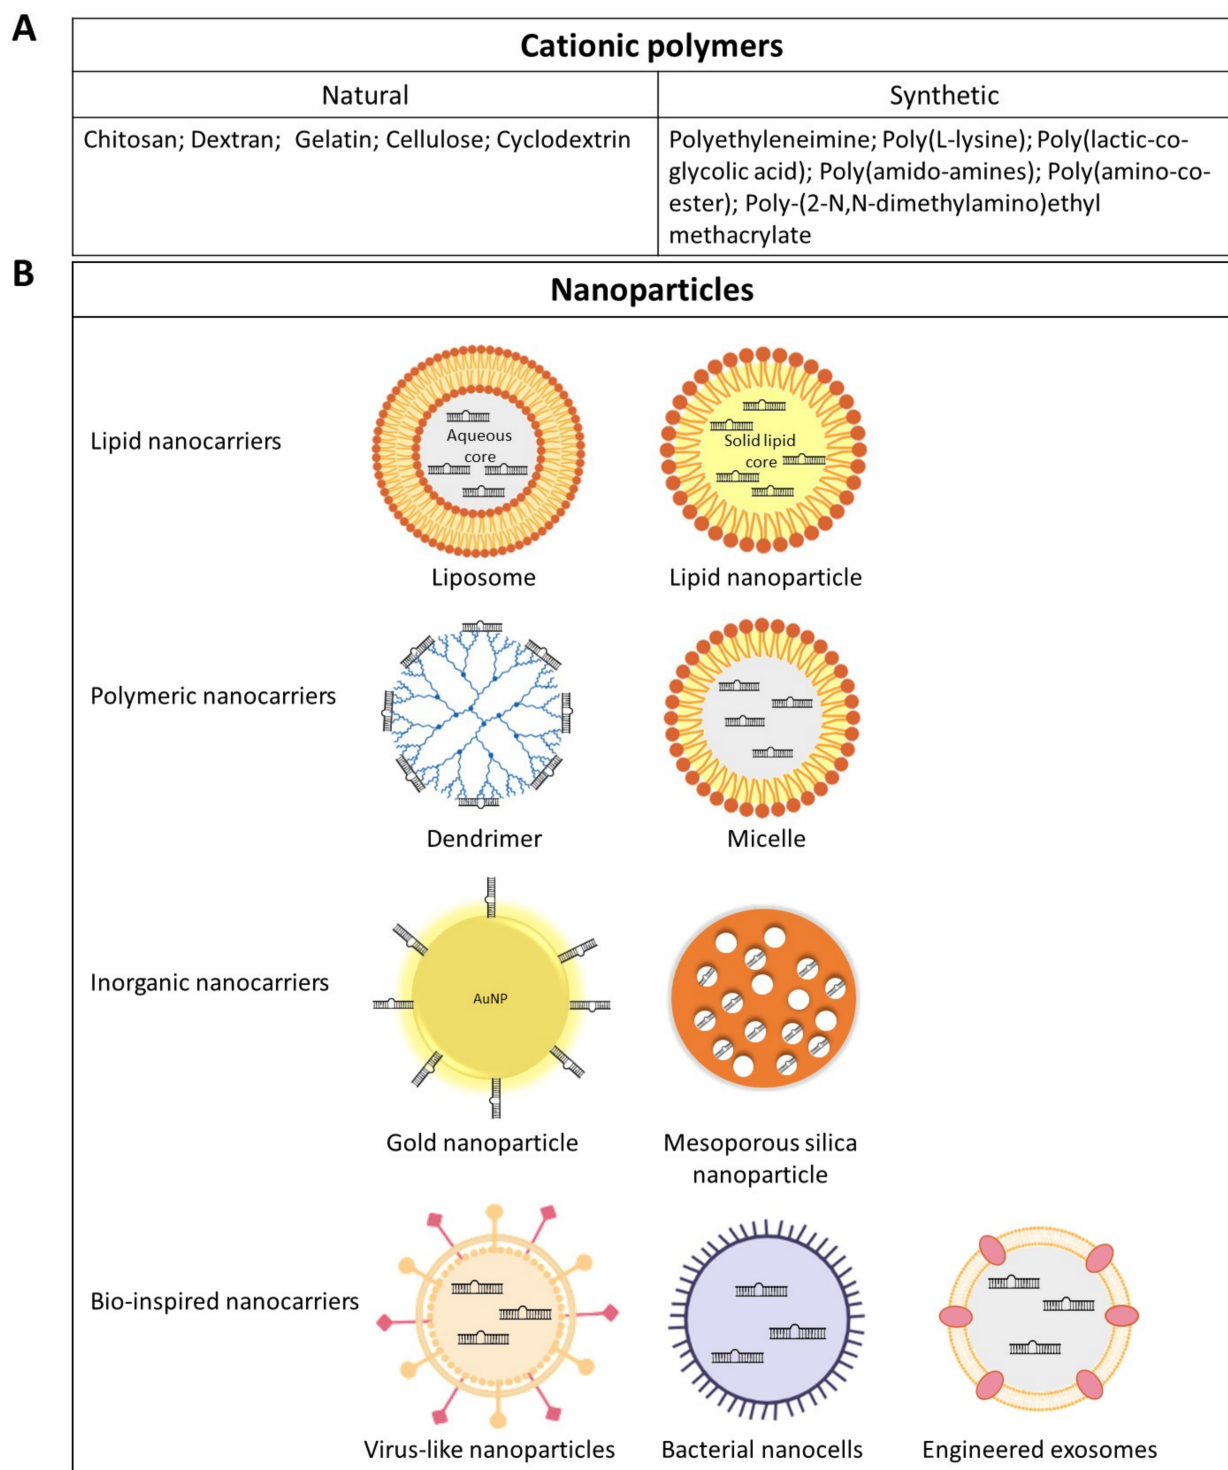 A
Cationic polymers
Natural
Synthetic
Chitosan; Dextran; Gelatin; Cellulose; Cyclodextrin
Polyethyleneimine; Poly(L-lysine); Poly(lactic-co-
glycolic acid); Poly(amido-amines); Poly(amino-co-
ester); Poly-(2-N,N-dimethylamino)ethyl
methacrylate
B
Nanoparticles
Lipid nanocarriers
Aqueous
core
Solid lipid
core
Liposome
Lipid nanoparticle
Polymeric nanocarriers
Dendrimer
Micelle
Inorganic nanocarriers
AuNP
Gold nanoparticle
Mesoporous silica
nanoparticle
Bio-inspired nanocarriers
Virus-like nanoparticles
Bacterial nanocells
Engineered exosomes